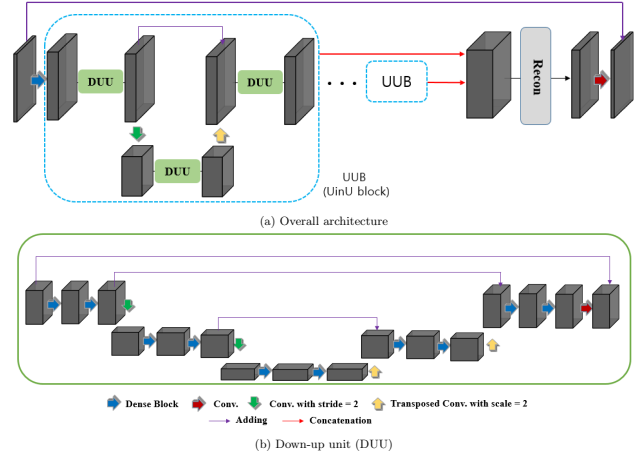 DUU
DUU
UUB
Recon
DUU
UUB
(UinU block)
(a) Overall architecture
Dense Block Conv. Conv. with stride = 2 Transposed Conv. with scale = 2
Adding Concatenation
(b) Down-up unit (DUU)